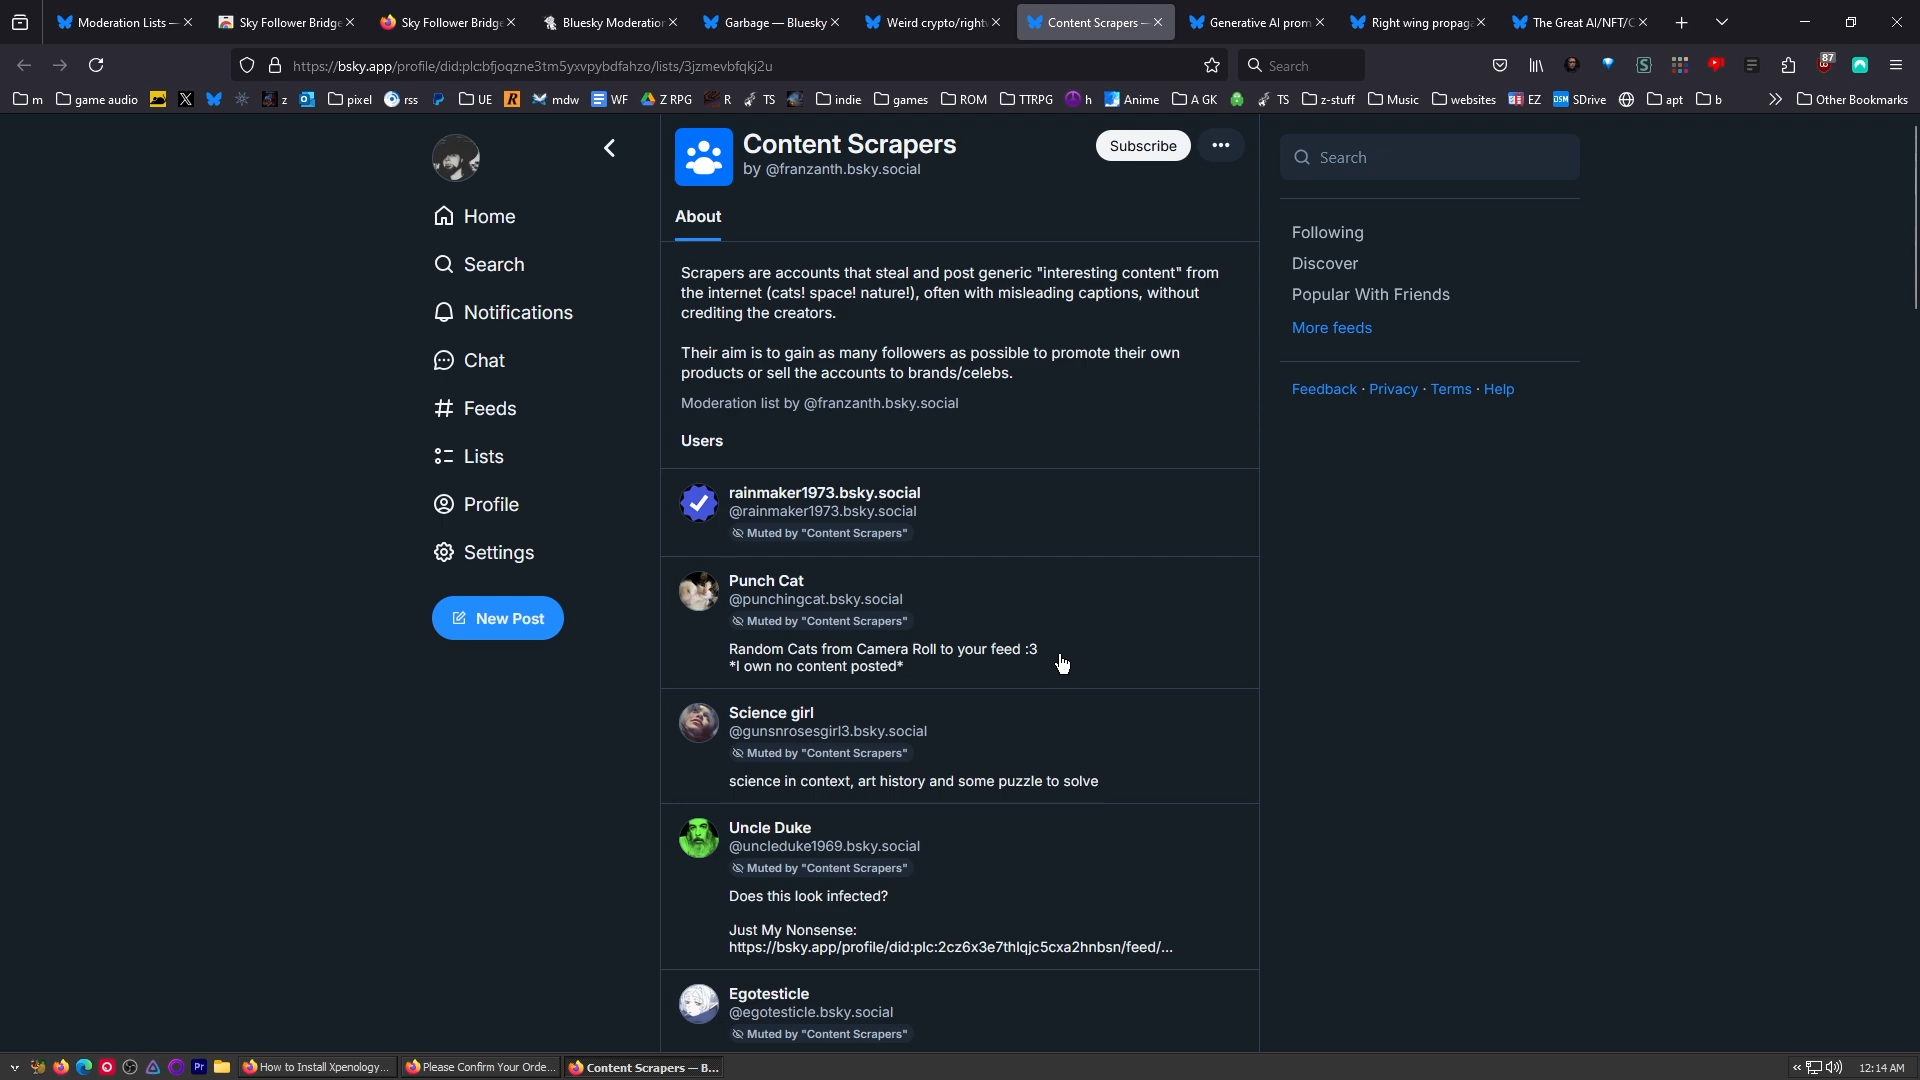 Moderation Lists —
Sky Follower Bridge
Sky Follower Bridge
Bluesky Moderation
Garbage — Bluesky
Weird crypto/right
Content Scrapers —
Generative AI prom
Right wing propaga
The Great AI/NFT/C
https://bsky.app/profile/did:plc:bfjoqzne3tm5yxvpybdfahzo/lists/3jzmevbfqkj2u
Search
87
m
game audio
z
pixel
rss
UE
mdw
WF
Z RPG
R
TS
indie
games
ROM
TTRPG
h
Anime
A GK
TS
z-stuff
Music
websites
EZ
SDrive
apt
b
Other Bookmarks
Home
Search
Notifications
Chat
Feeds
Lists
Profile
Settings
New Post
Content Scrapers
by @franzanth.bsky.social
Subscribe
About
Scrapers are accounts that steal and post generic "interesting content" from
the internet (cats! space! nature!), often with misleading captions, without
crediting the creators.
Their aim is to gain as many followers as possible to promote their own
products or sell the accounts to brands/celebs.
Moderation list by @franzanth.bsky.social
Users
rainmaker1973.bsky.social
@rainmaker1973.bsky.social
Muted by "Content Scrapers"
Punch Cat
@punchingcat.bsky.social
Muted by "Content Scrapers"
Random Cats from Camera Roll to your feed :3
*I own no content posted*
Science girl
@gunsnrosesgirl3.bsky.social
Muted by "Content Scrapers"
science in context, art history and some puzzle to solve
Uncle Duke
@uncleduke1969.bsky.social
Muted by "Content Scrapers"
Does this look infected?
Just My Nonsense:
https://bsky.app/profile/did:plc:2cz6x3e7thlqjc5cxa2hnbsn/feed/...
Egotesticle
@egotesticle.bsky.social
Muted by "Content Scrapers"
Search
Following
Discover
Popular With Friends
More feeds
Feedback · Privacy · Terms · Help
Pr
How to Install Xpenology...
Please Confirm Your Orde...
Content Scrapers — B...
12:14 AM